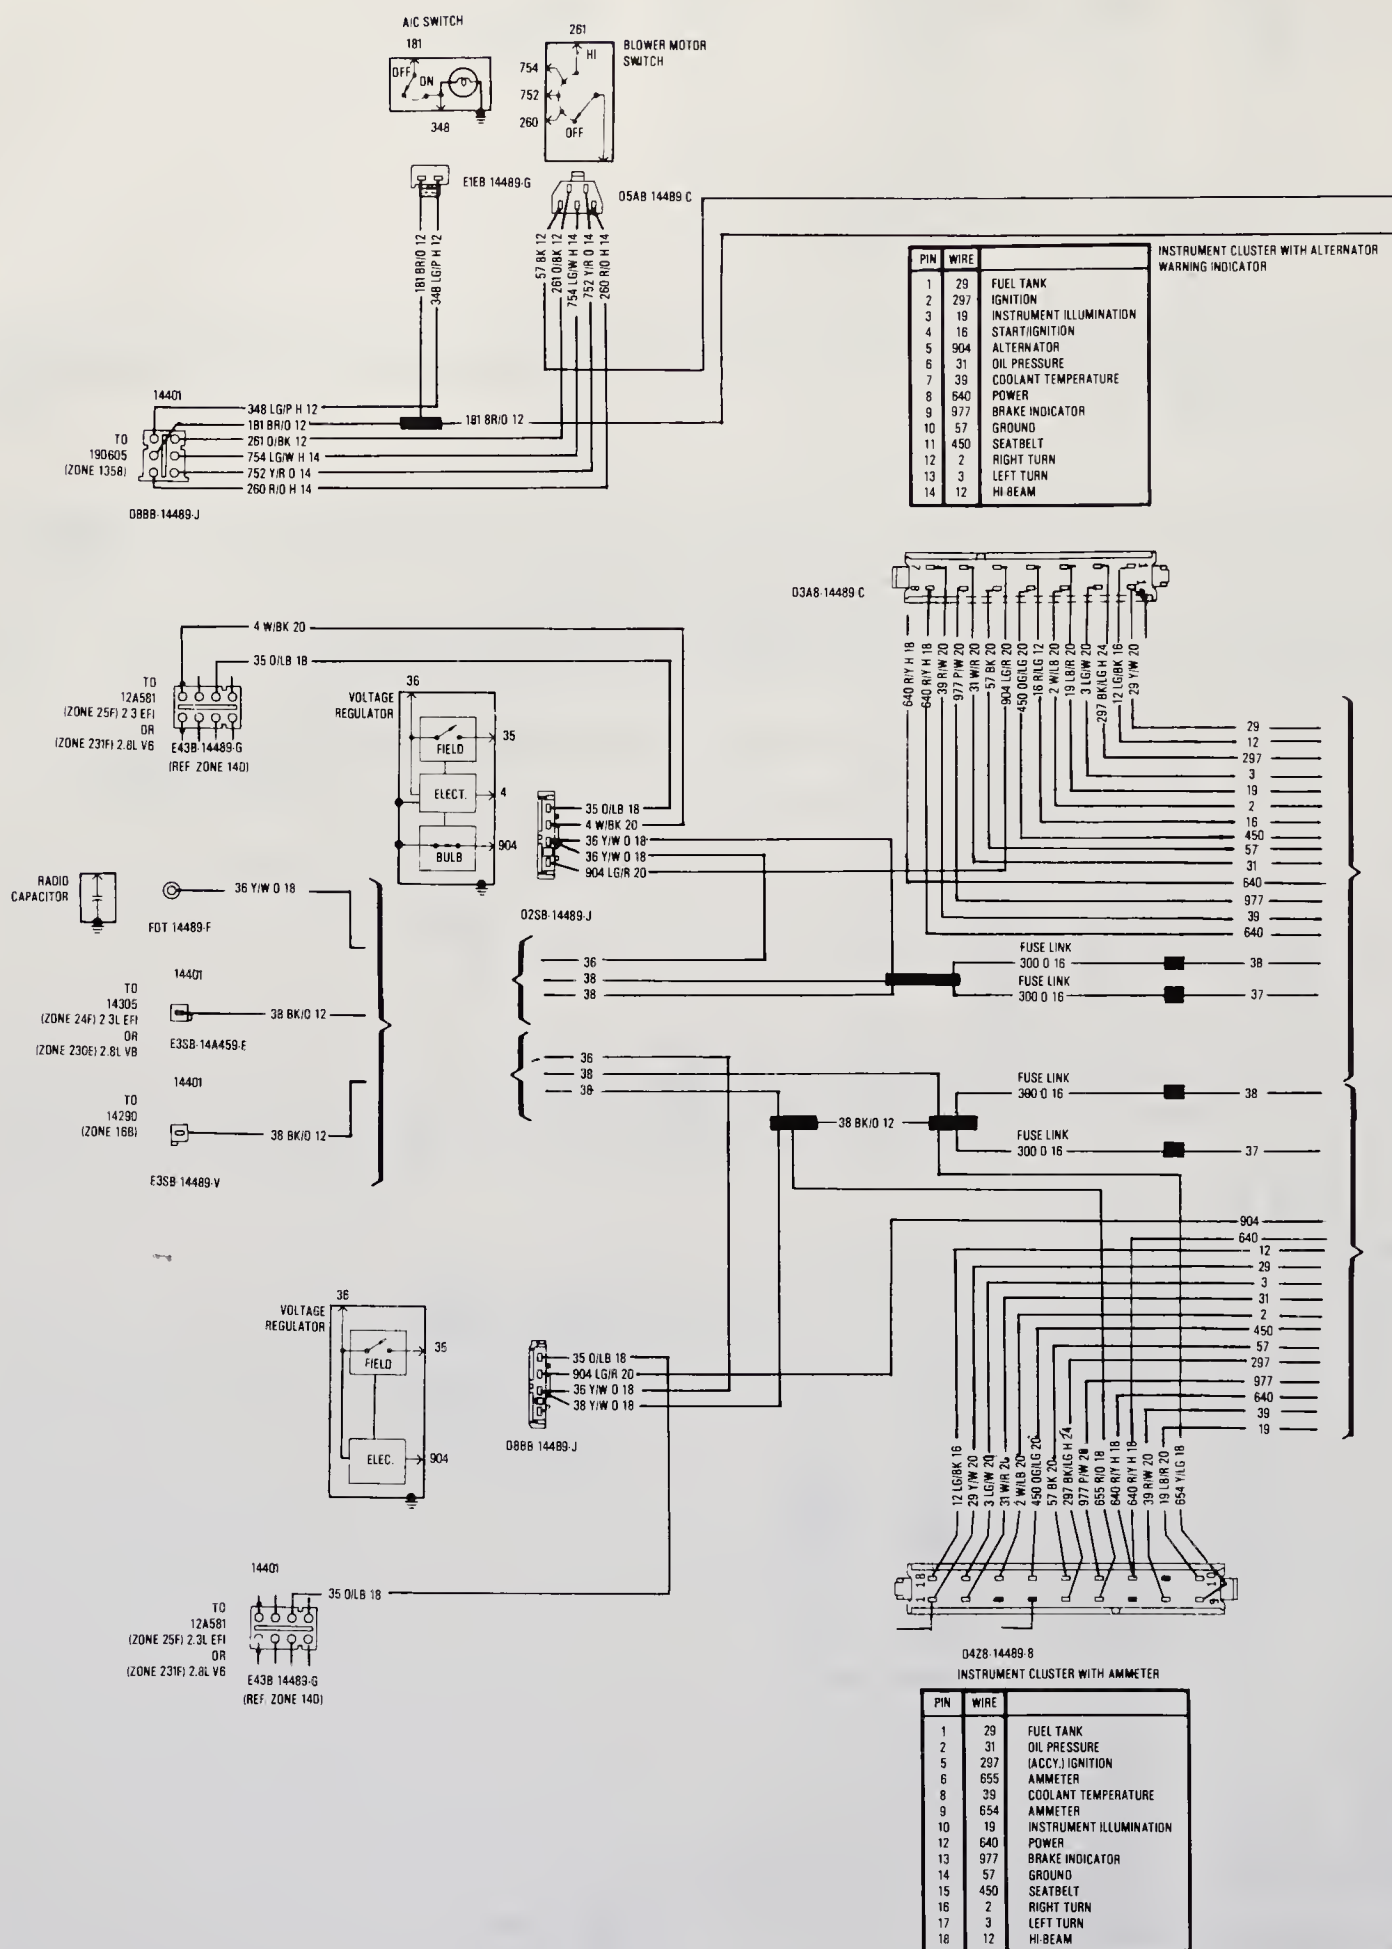 A/C SWITCH
181
OFF
ON
348
261
BLOWER MOTOR
SWITCH
HI
754
752
260
OFF
E1EB 14489-G
D5AB 14489-C
181 BR/O 12
348 LG/P H 12
57 BK 12
261 O/BK 12
754 LG/W H 14
752 Y/R O 14
260 R/O H 14
14401
348 LG/P H 12
181 BR/O 12
181 BR/O 12
261 O/BK 12
754 LG/W H 14
752 Y/R O 14
260 R/O H 14
TO
190605
(ZONE 1358)
D8BB-14489-J
INSTRUMENT CLUSTER WITH ALTERNATOR
WARNING INDICATOR
PIN WIRE
1 29 FUEL TANK
2 297 IGNITION
3 19 INSTRUMENT ILLUMINATION
4 16 START/IGNITION
5 904 ALTERNATOR
6 31 OIL PRESSURE
7 39 COOLANT TEMPERATURE
8 640 POWER
9 977 BRAKE INDICATOR
10 57 GROUND
11 450 SEATBELT
12 2 RIGHT TURN
13 3 LEFT TURN
14 12 HI-BEAM
D3A8-14489-C
7
8
1
640 R/Y H 18
640 R/Y H 18
39 R/W 20
977 P/W 20
31 W/R 20
57 BK 20
904 LG/R 20
450 OG/LG 20
16 R/LG 12
2 W/LB 20
19 LB/R 20
3 LG/W 20
297 BK/LG H 24
12 LG/BK 16
29 Y/W 20
29
12
297
3
19
2
16
450
57
31
640
977
39
640
4 W/BK 20
35 O/LB 18
TO
12A581
(ZONE 25F) 2 3 EFI
OR
(ZONE 231F) 2.8L V6
E43B-14489-G
(REF. ZONE 14D)
VOLTAGE
REGULATOR
36
FIELD
35
ELECT.
4
BULB
904
35 O/LB 18
4 W/BK 20
36 Y/W O 18
36 Y/W O 18
904 LG/R 20
D2SB-14489-J
RADIO
CAPACITOR
36 Y/W O 18
FDT 14489-F
14401
TO
14305
(ZONE 24F) 2 3L EFI
OR
(ZONE 230E) 2.8L V8
38 BK/O 12
E3SB-14A459-E
14401
TO
14290
(ZONE 16B)
38 BK/O 12
E3SB-14489-V
36
38
38
FUSE LINK
300 O 16
38
FUSE LINK
300 O 16
37
36
38
38
38 BK/O 12
FUSE LINK
300 O 16
38
FUSE LINK
300 O 16
37
904
640
12
29
3
31
2
450
57
297
977
640
39
19
36
VOLTAGE
REGULATOR
FIELD
35
ELEC.
904
35 O/LB 18
904 LG/R 20
36 Y/W O 18
38 Y/W O 18
D8BB 14489-J
14401
35 O/LB 18
TO
12A581
(ZONE 25F) 2.3L EFI
OR
(ZONE 231F) 2.8L V6
E43B 14489-G
(REF. ZONE 14D)
12 LG/BK 16
29 Y/W 20
3 LG/W 20
31 W/R 20
2 W/LB 20
450 OG/LG 20
57 BK 20
297 BK/LG H 24
977 P/W 20
655 R/O 18
640 R/Y H 18
640 R/Y H 18
39 R/W 20
19 LB/R 20
654 Y/LG 18
18
1
10
9
D4Z8-14489-8
INSTRUMENT CLUSTER WITH AMMETER
PIN WIRE
1 29 FUEL TANK
2 31 OIL PRESSURE
5 297 (ACCY.) IGNITION
6 655 AMMETER
8 39 COOLANT TEMPERATURE
9 654 AMMETER
10 19 INSTRUMENT ILLUMINATION
12 640 POWER
13 977 BRAKE INDICATOR
14 57 GROUND
15 450 SEATBELT
16 2 RIGHT TURN
17 3 LEFT TURN
18 12 HI-BEAM